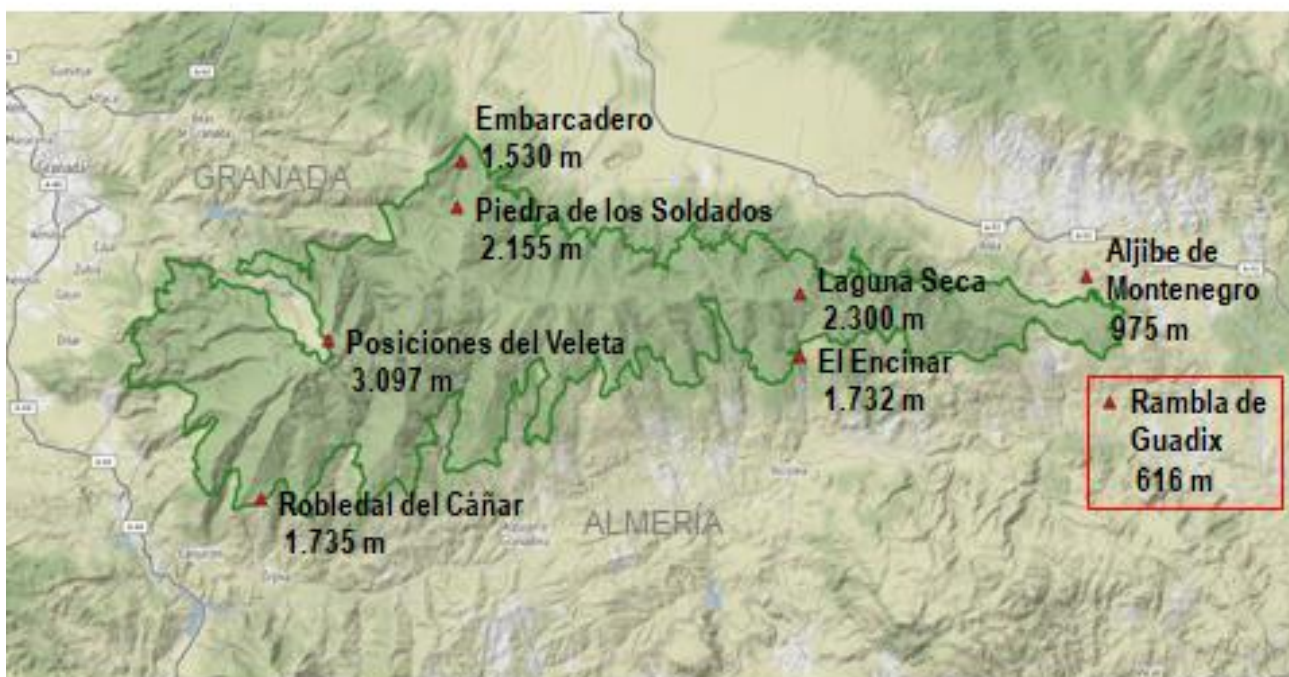 Embarcadero
1.530 m
GRANADA
Piedra de los Soldados
2.155 m
Aljibe de
Montenegro
975 m
Laguna Seca
2.300 m
Posiciones del Veleta
3.097 m
El Encinar
1.732 m
Rambla de
Guadix
616 m
Robledal del Cáñar
1.735 m
ALMERÍA
Granada